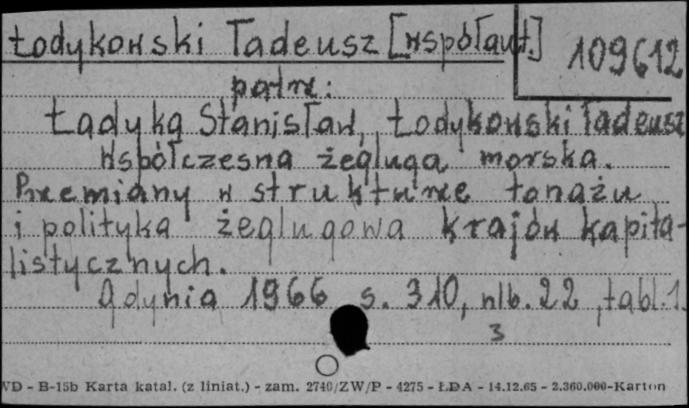 Łodykowski Tadeusz [współaut.]
109612
patrz:
Ładyka Stanisław, Łodykowski Tadeusz
Współczesna żegluga morska.
Przemiany w strukturze tonażu
i polityka żeglugowa krajów kapita-
listycznych.
Gdynia 1966 s. 310, nlb. 22, tabl. 1.
3
WD - B-15b Karta katal. (z liniat.) - zam. 2740/ZW/P - 4275 - ŁDA - 14.12.65 - 2.360.000-Karton